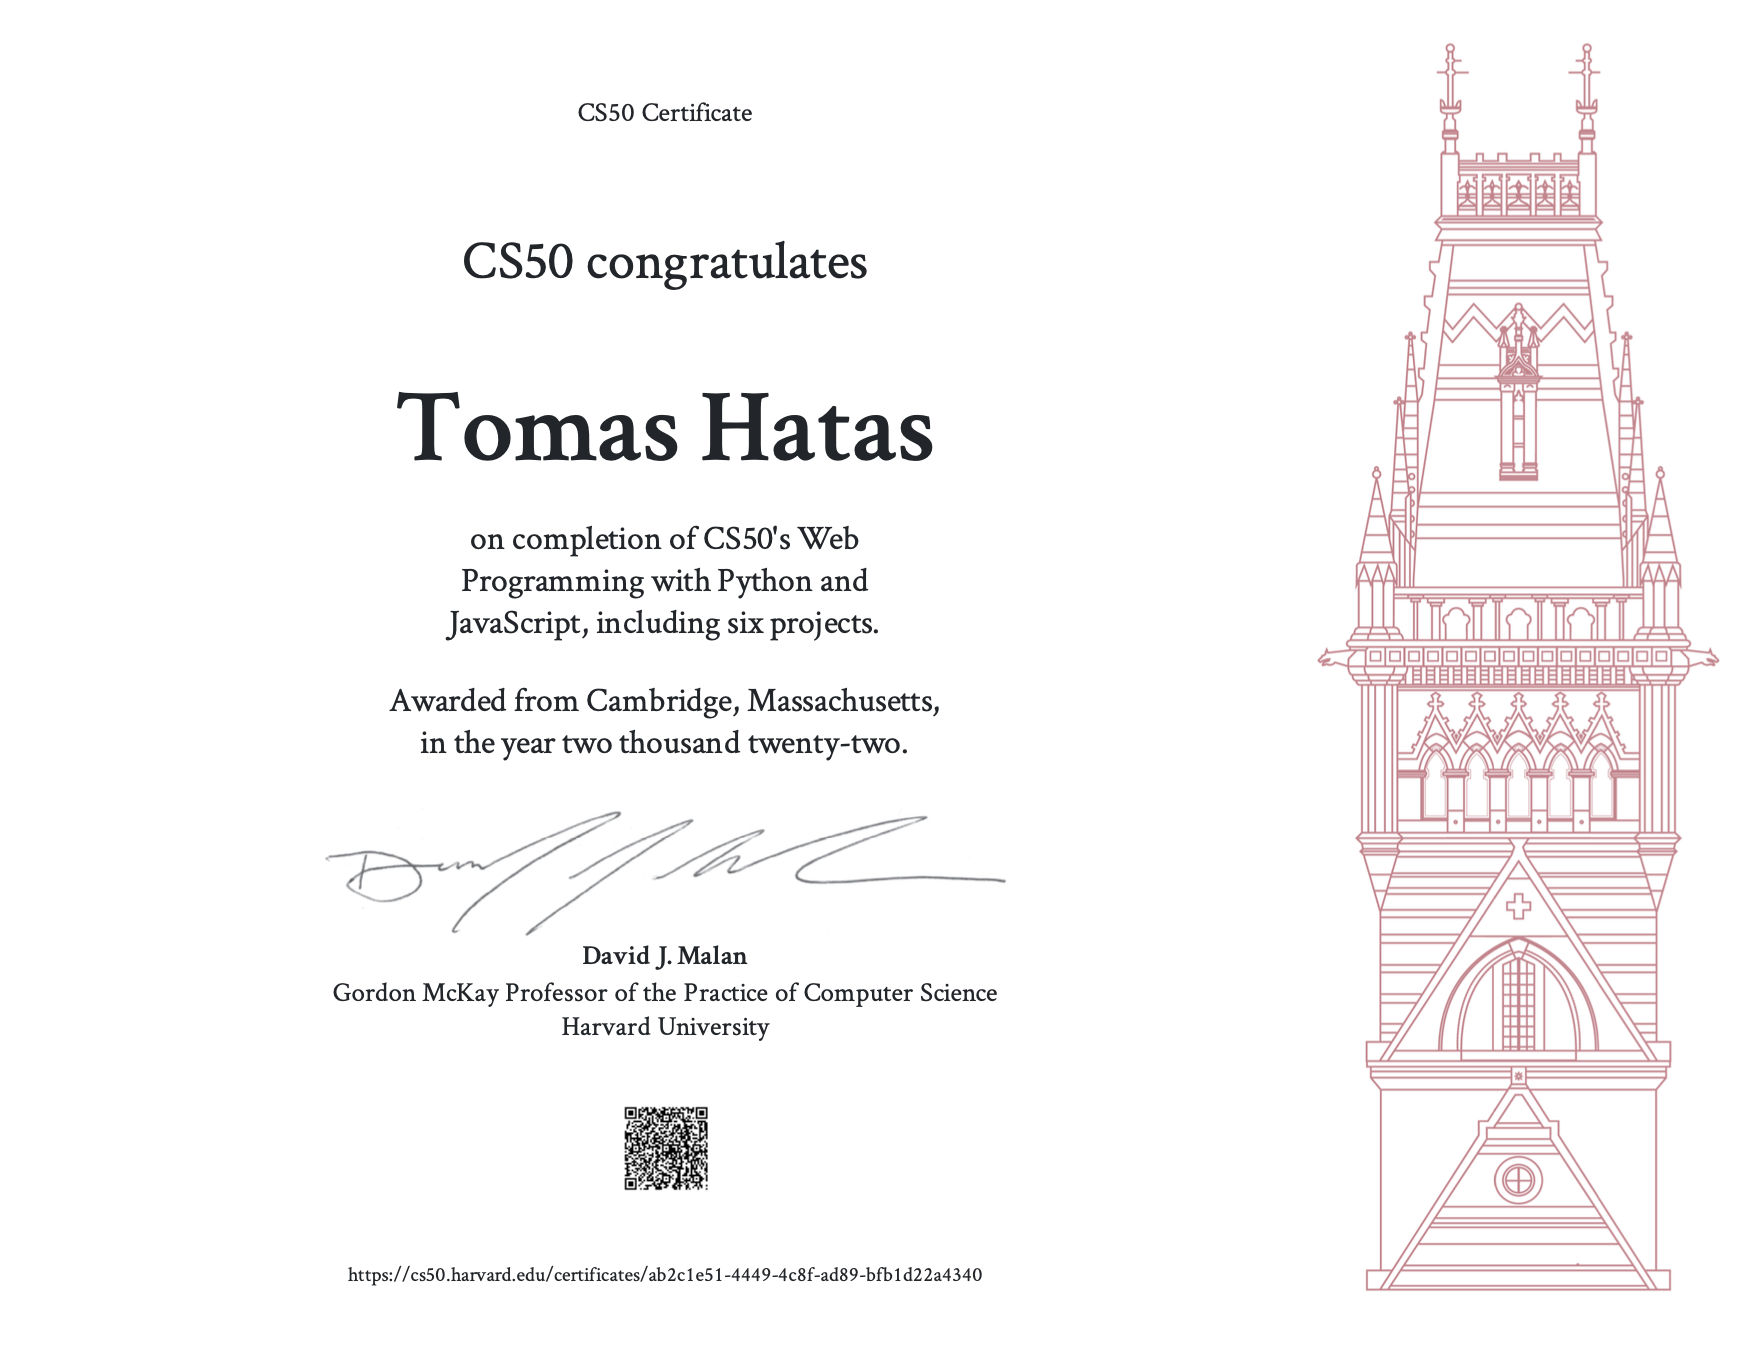 CS50 Certificate
CS50 congratulates
Tomas Hatas
on completion of CS50's Web
Programming with Python and
JavaScript, including six projects.
Awarded from Cambridge, Massachusetts,
in the year two thousand twenty-two.
David J. Malan
Gordon McKay Professor of the Practice of Computer Science
Harvard University
https://cs50.harvard.edu/certificates/ab2c1e51-4449-4c8f-ad89-bfb1d22a4340